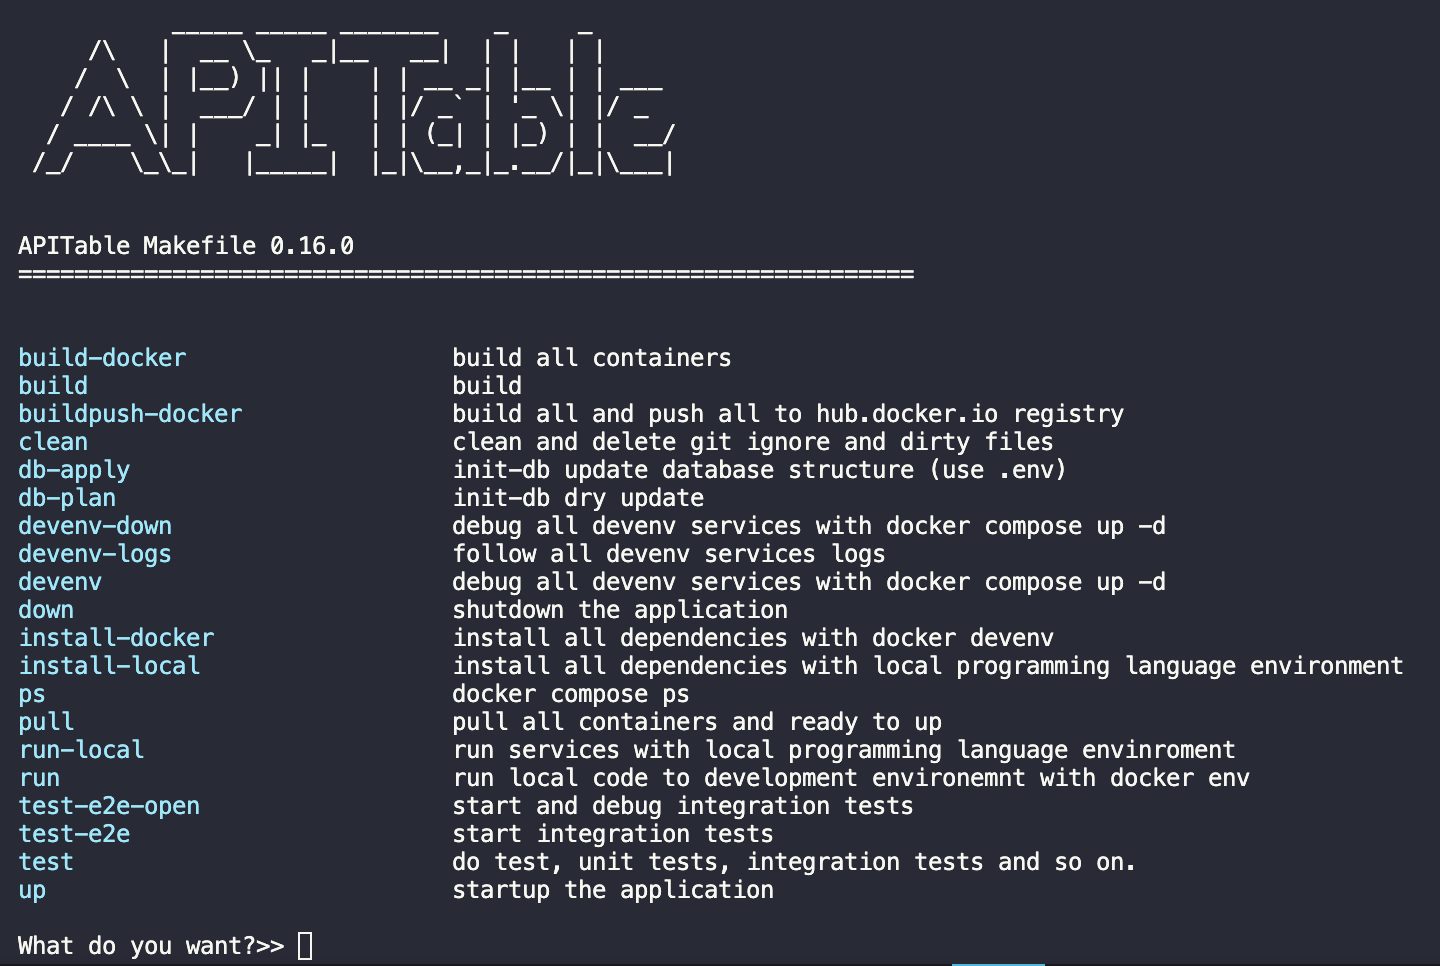 APITable
APITable Makefile 0.16.0
================================================================
build-docker build all containers
build build
buildpush-docker build all and push all to hub.docker.io registry
clean clean and delete git ignore and dirty files
db-apply init-db update database structure (use .env)
db-plan init-db dry update
devenv-down debug all devenv services with docker compose up -d
devenv-logs follow all devenv services logs
devenv debug all devenv services with docker compose up -d
down shutdown the application
install-docker install all dependencies with docker devenv
install-local install all dependencies with local programming language environment
ps docker compose ps
pull pull all containers and ready to up
run-local run services with local programming language envinroment
run run local code to development environemnt with docker env
test-e2e-open start and debug integration tests
test-e2e start integration tests
test do test, unit tests, integration tests and so on.
up startup the application
What do you want?>>